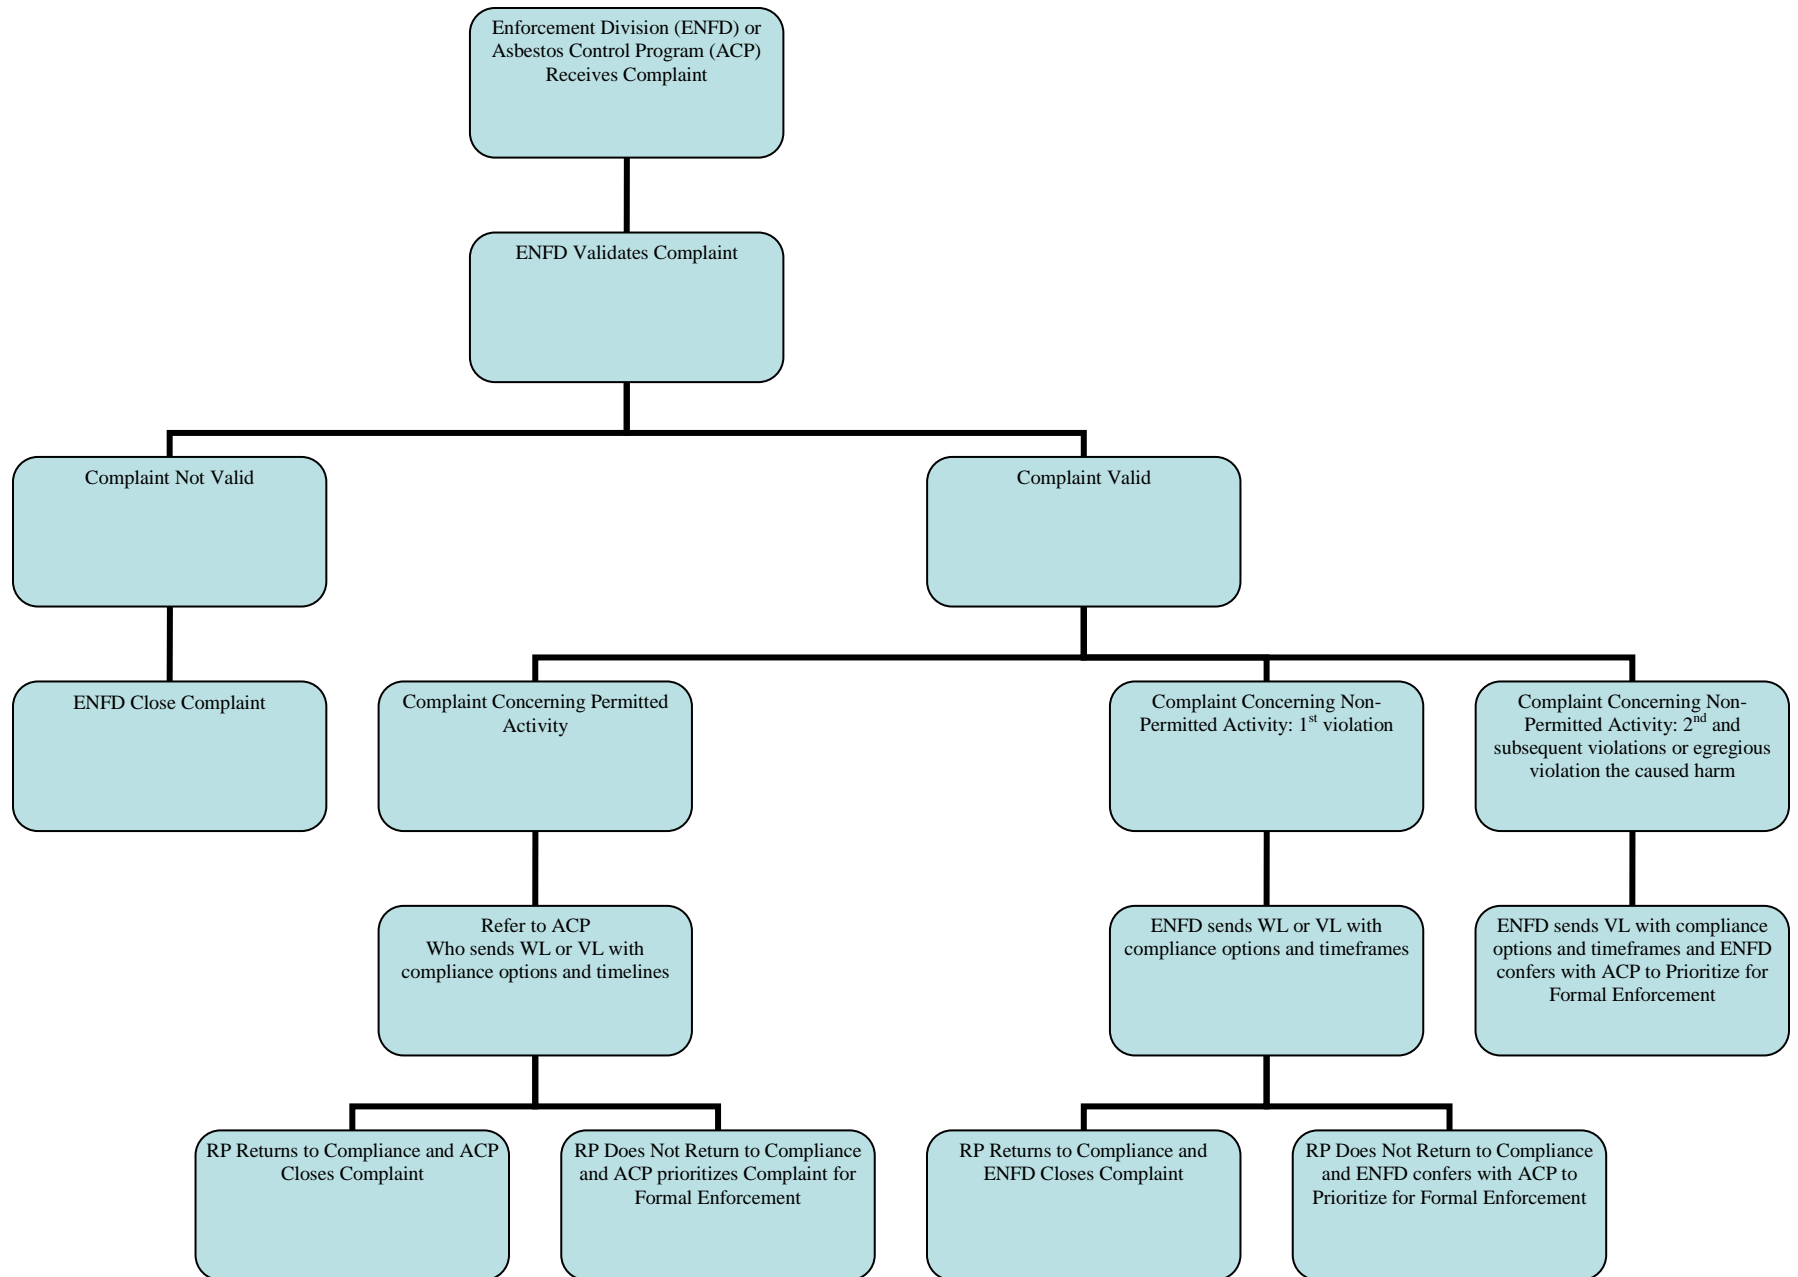 Enforcement Division (ENFD) or
Asbestos Control Program (ACP)
Receives Complaint
ENFD Validates Complaint
Complaint Not Valid
Complaint Valid
ENFD Close Complaint
Complaint Concerning Permitted
Activity
Complaint Concerning Non-
Permitted Activity: 1st violation
Complaint Concerning Non-
Permitted Activity: 2nd and
subsequent violations or egregious
violation the caused harm
Refer to ACP
Who sends WL or VL with
compliance options and timelines
ENFD sends WL or VL with
compliance options and timeframes
ENFD sends VL with compliance
options and timeframes and ENFD
confers with ACP to Prioritize for
Formal Enforcement
RP Returns to Compliance and ACP
Closes Complaint
RP Does Not Return to Compliance
and ACP prioritizes Complaint for
Formal Enforcement
RP Returns to Compliance and
ENFD Closes Complaint
RP Does Not Return to Compliance
and ENFD confers with ACP to
Prioritize for Formal Enforcement